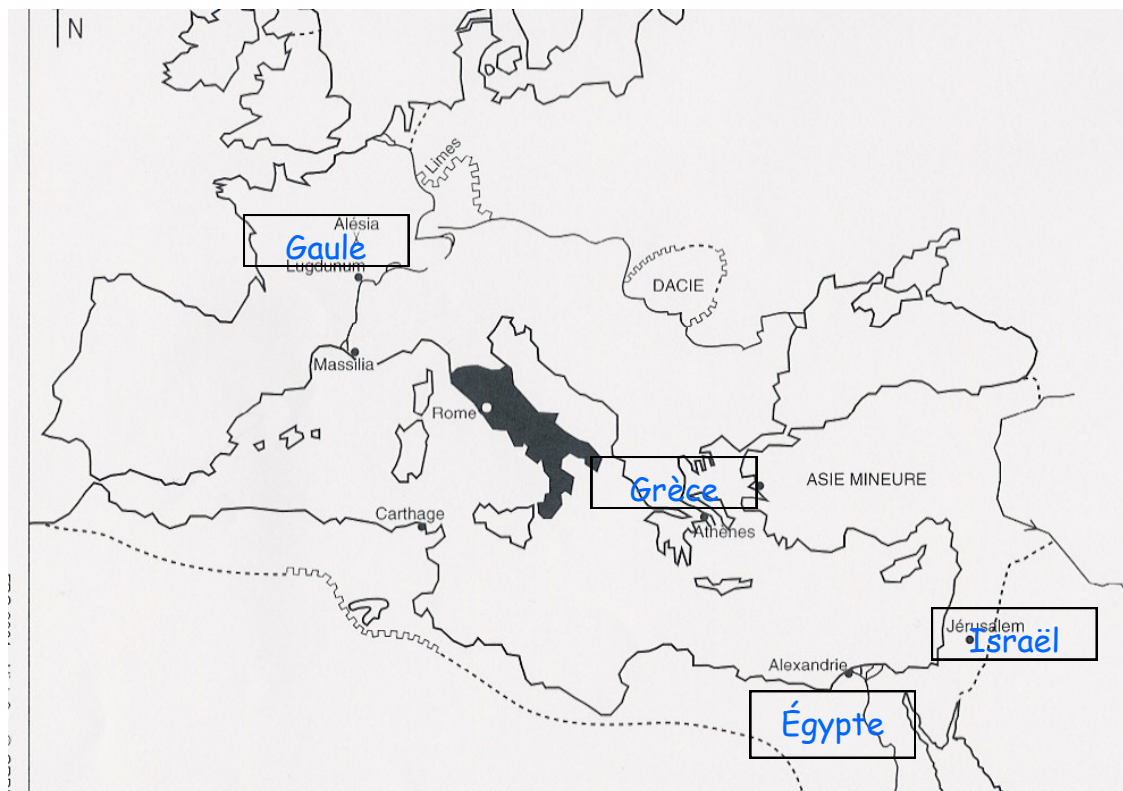 N
Limes
Alésia
Gaule
Lugdunum
DACIE
Massilia
Rome
Grèce
ASIE MINEURE
Carthage
Athènes
Jérusalem
Israël
Alexandrie
Égypte